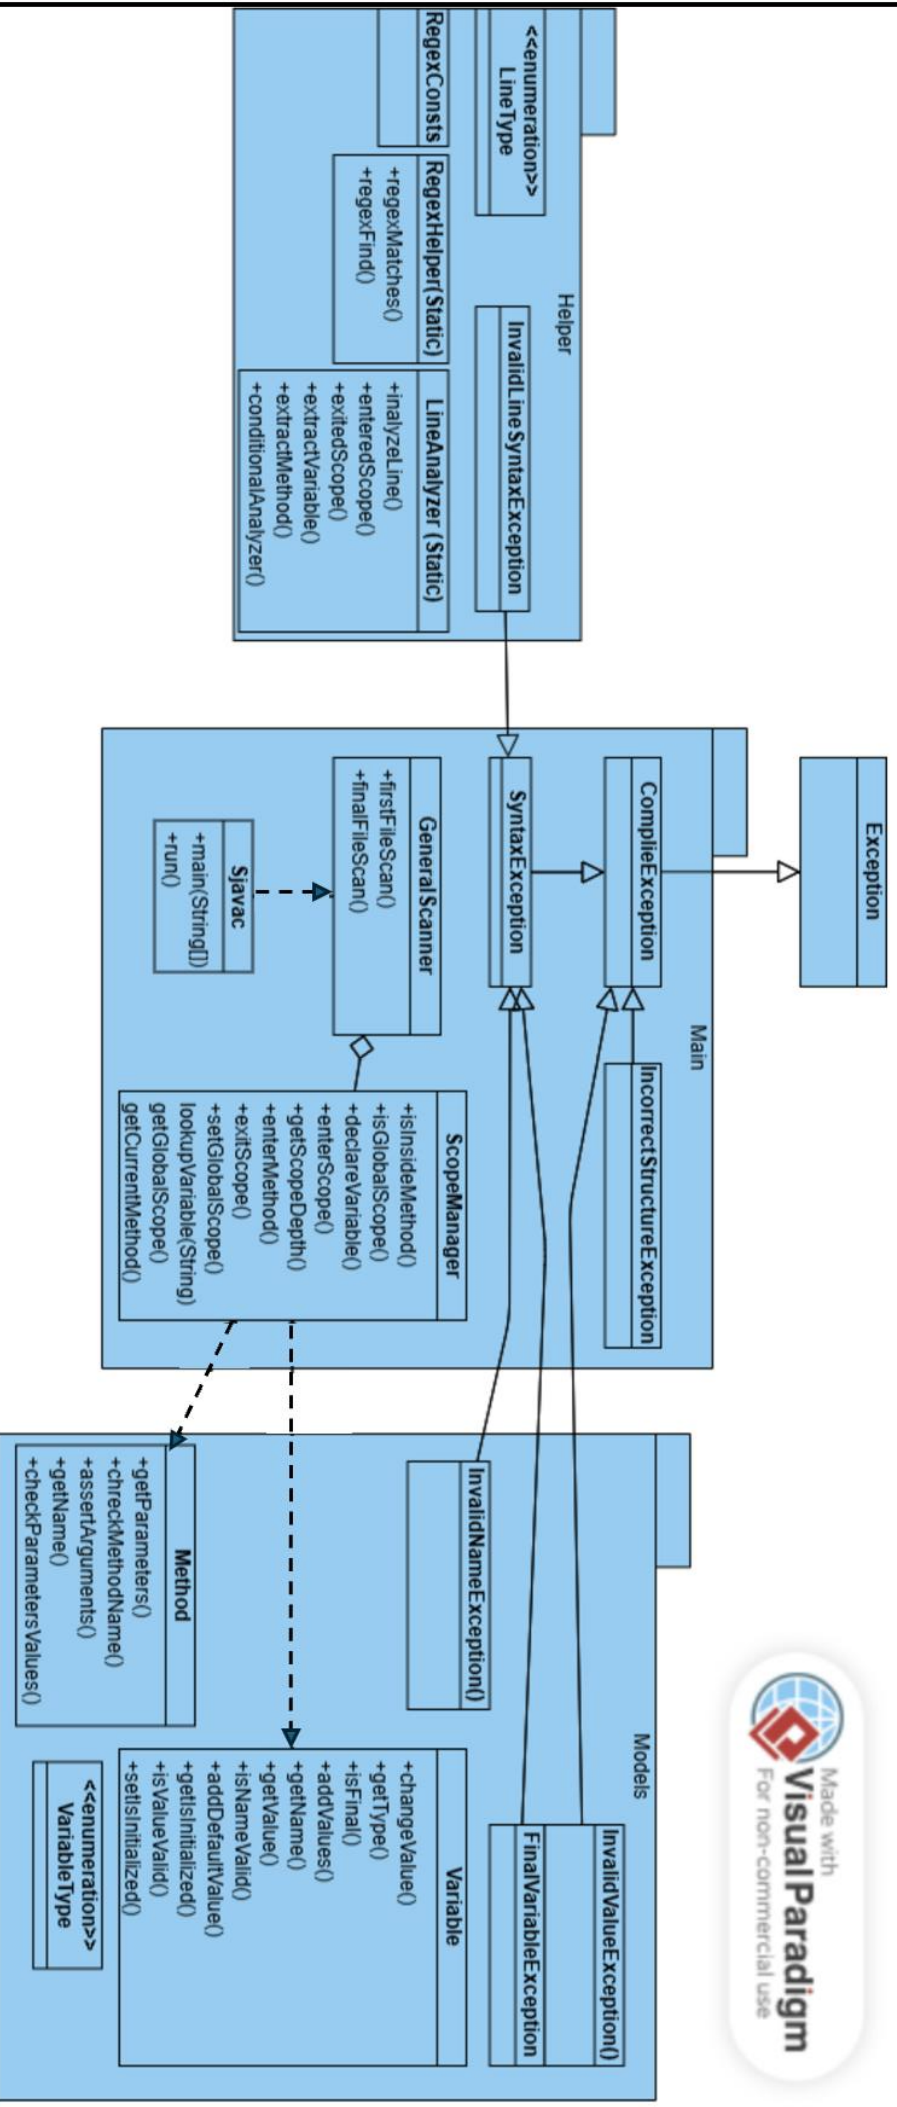 Exception
Helper
<<enumeration>>
LineType
InvalidLineSyntaxException
RegexConsts
RegexHelper(Static)
+regexMatches()
+regexFind()
LineAnalyzer (Static)
+inalyzeLine()
+enteredScope()
+exitedScope()
+extractVariable()
+extractMethod()
+conditionalAnalyzer()
Main
ComplieException
IncorrectStructureException
SyntaxException
GeneralScanner
+firstFileScan()
+finalFileScan()
Sjavac
+main(String[])
+run()
ScopeManager
+isInsideMethod()
+isGlobalScope()
+declareVariable()
+enterScope()
+getScopeDepth()
+enterMethod()
+exitScope()
+setGlobalScope()
lookupVariable(String)
getGlobalScope()
getCurrentMethod()
Models
InvalidValueException()
FinalVariableException
InvalidNameException()
Variable
+changeValue()
+getType()
+isFinal()
+addValues()
+getName()
+getValue()
+isNameValid()
+addDefaultValue()
+getIsInitialized()
+isValueValid()
+setIsInitialized()
Method
+getParameters()
+chreckMethodName()
+assertArguments()
+getName()
+checkParametersValues()
<<enumeration>>
VariableType
Made with
Visual Paradigm
For non-commercial use